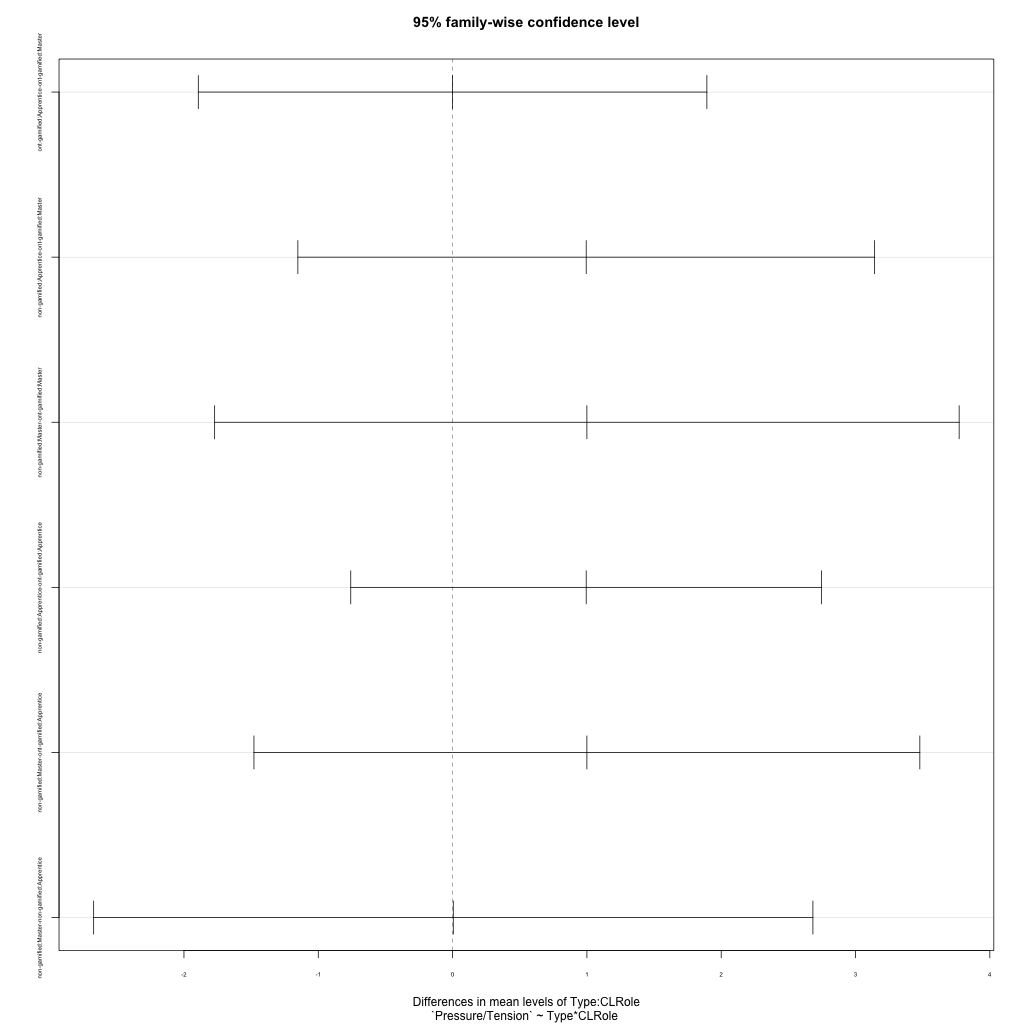 95% family-wise confidence level
ont-gamified:Apprentice-ont-gamified:Master
non-gamified:Apprentice-ont-gamified:Master
non-gamified:Master-ont-gamified:Master
non-gamified:Apprentice-ont-gamified:Apprentice
non-gamified:Master-ont-gamified:Apprentice
non-gamified:Master-non-gamified:Apprentice
-2 -1 0 1 2 3 4
Differences in mean levels of Type:CLRole
`Pressure/Tension` ~ Type*CLRole